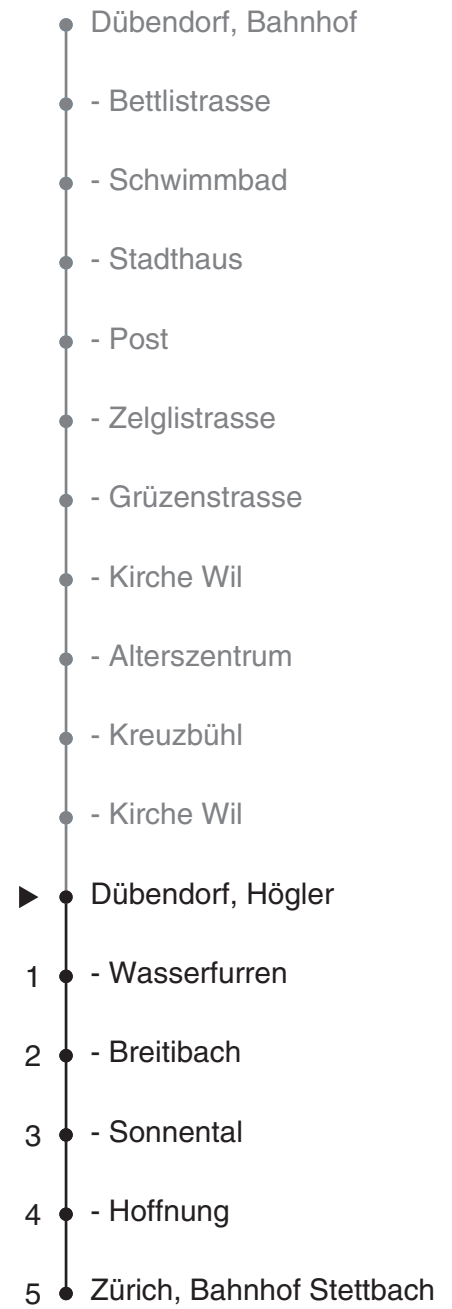 Dübendorf, Bahnhof
- Bettlistrasse
- Schwimmbad
- Stadthaus
- Post
- Zelglistrasse
- Grüzenstrasse
- Kirche Wil
- Alterszentrum
- Kreuzbühl
- Kirche Wil
Dübendorf, Högler
1 - Wasserfurren
2 - Breitibach
3 - Sonnental
4 - Hoffnung
5 Zürich, Bahnhof Stettbach